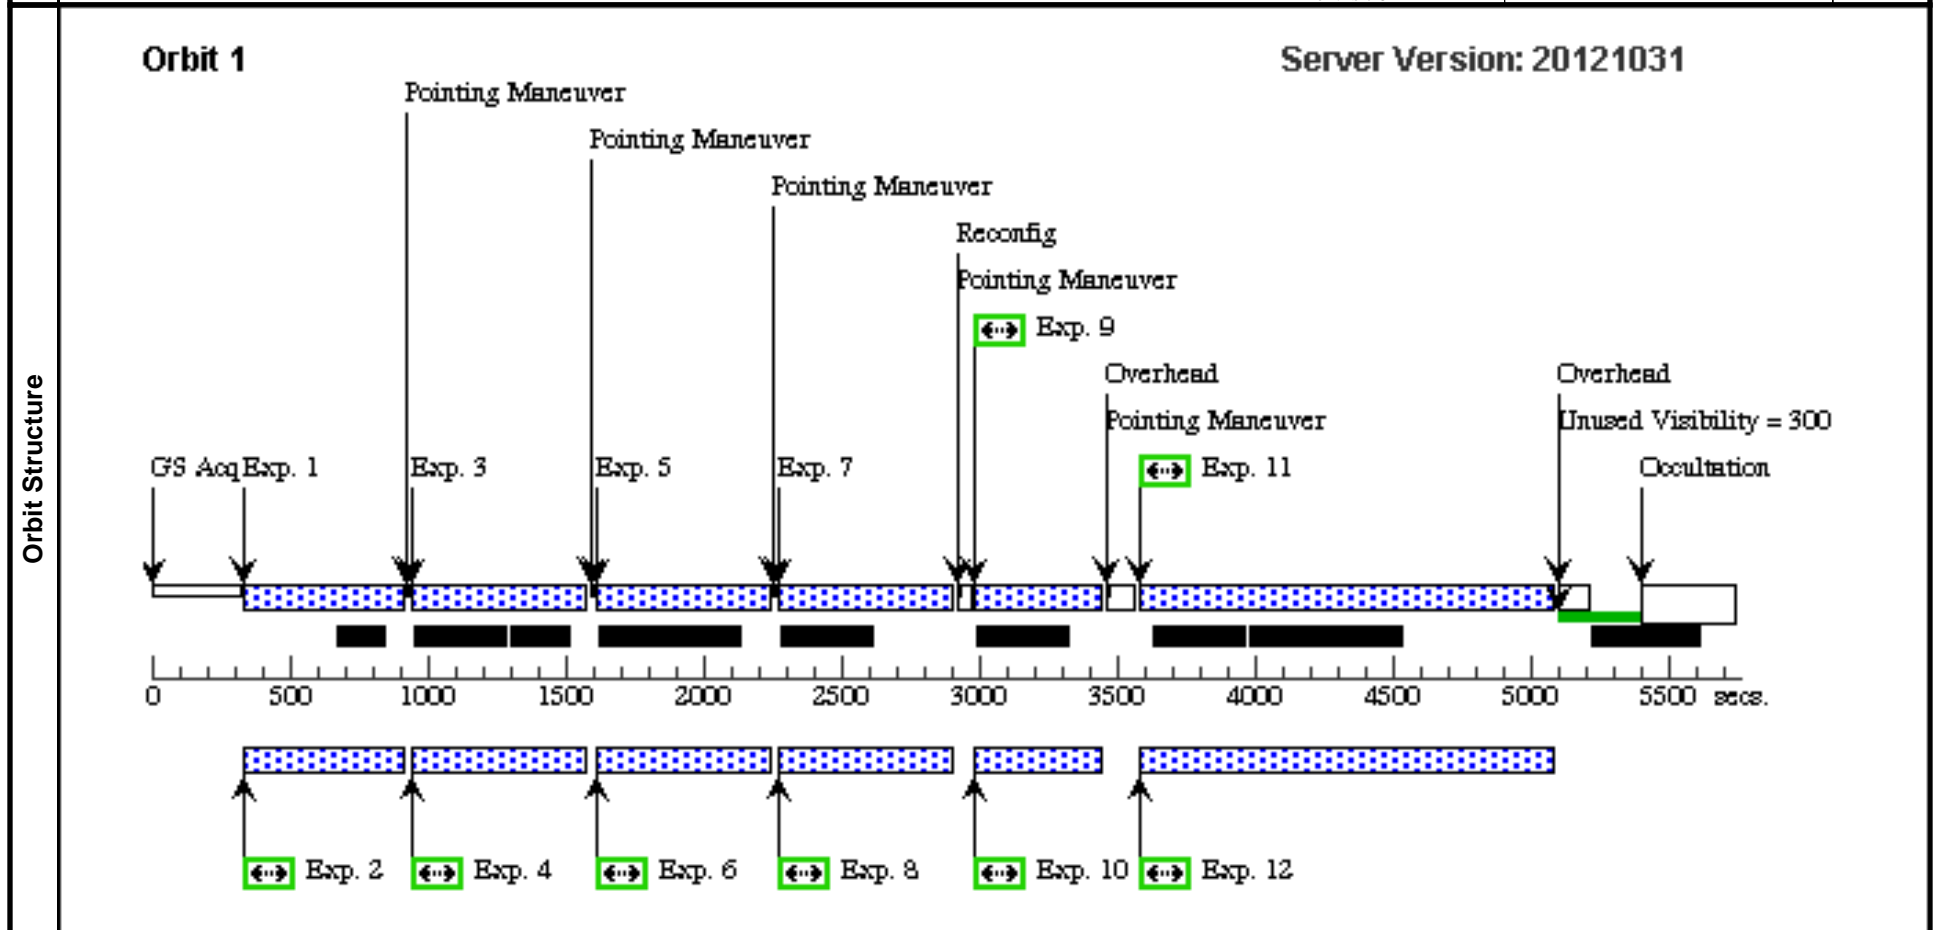 Orbit 1 Server Version: 20121031
Pointing Maneuver
Pointing Maneuver
Pointing Maneuver
Reconfig
Pointing Maneuver
Exp. 9
Overhead Overhead
Pointing Maneuver Unused Visibility = 300
GS Acq Exp. 1 Exp. 3 Exp. 5 Exp. 7 Exp. 11 Occultation
Orbit Structure
0 500 1000 1500 2000 2500 3000 3500 4000 4500 5000 5500 secs.
Exp. 2 Exp. 4 Exp. 6 Exp. 8 Exp. 10 Exp. 12